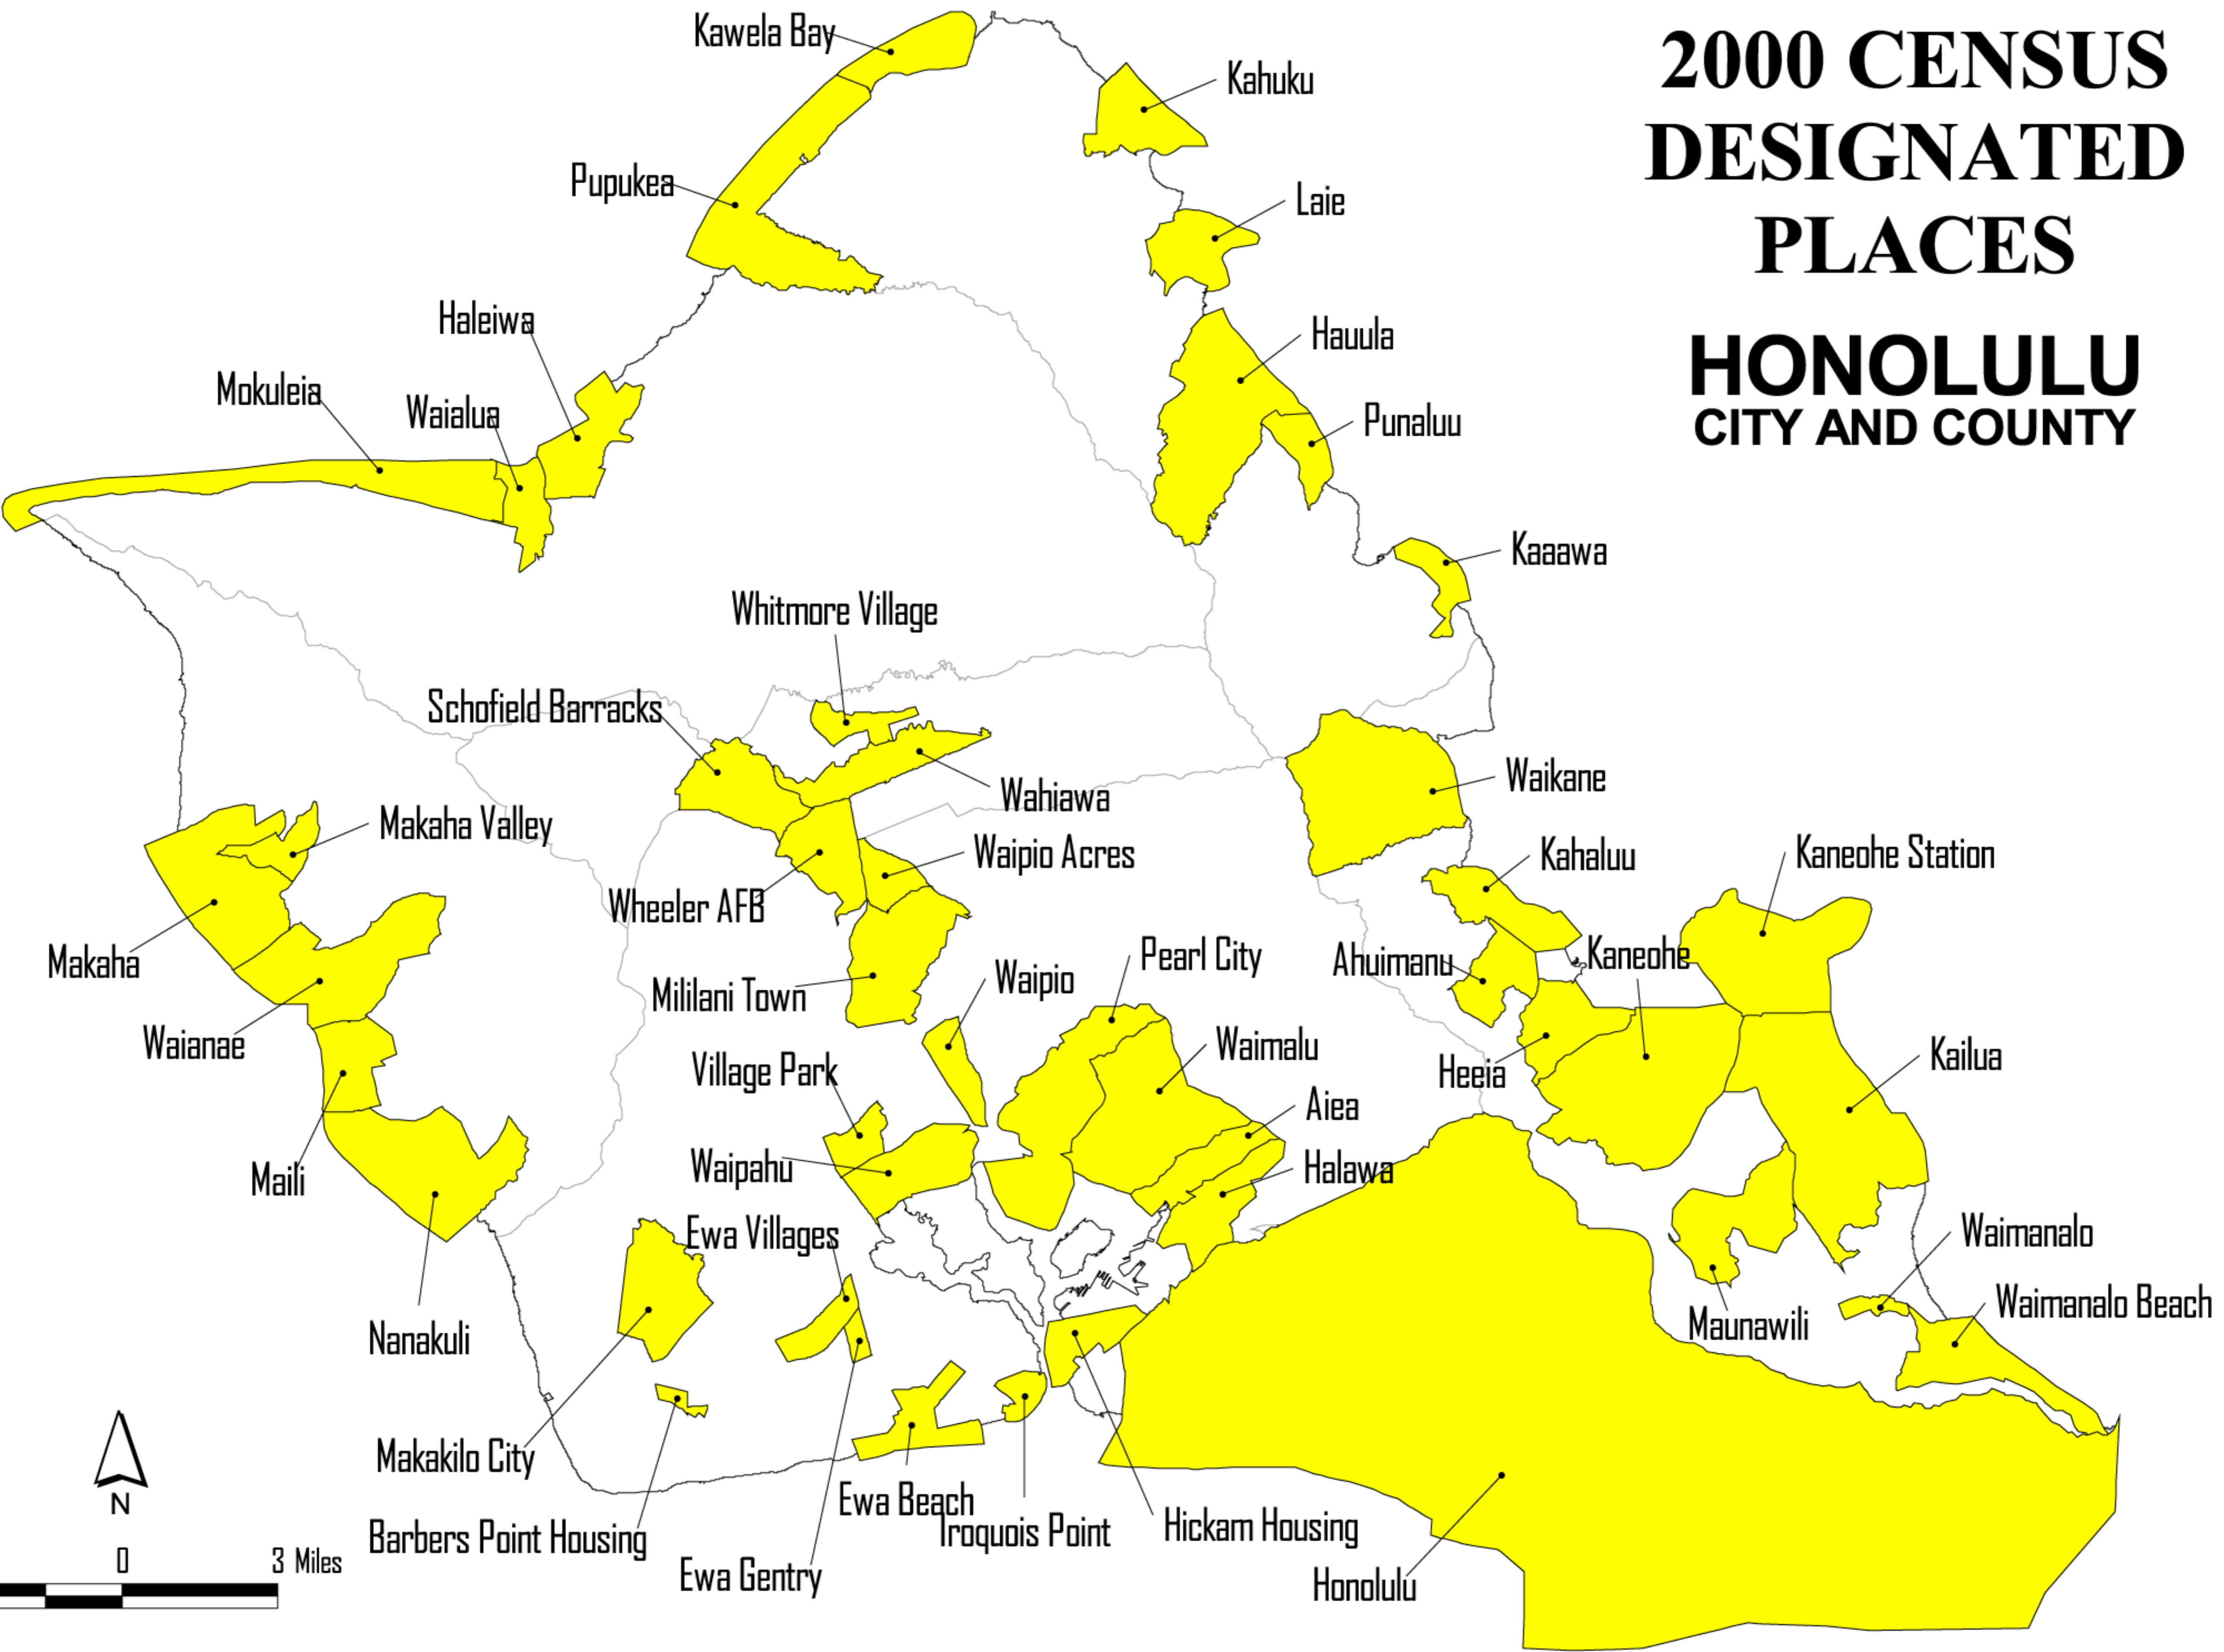 2000 CENSUS
DESIGNATED
PLACES
HONOLULU
CITY AND COUNTY
Kawela Bay
Kahuku
Pupukea
Laie
Haleiwa
Hauula
Mokuleia
Waialua
Punaluu
Kaaawa
Whitmore Village
Schofield Barracks
Wahiawa
Waikane
Makaha Valley
Waipio Acres
Kahaluu
Kaneohe Station
Wheeler AFB
Makaha
Pearl City
Ahuimanu
Kaneohe
Mililani Town
Waipio
Waianae
Waimalu
Village Park
Heeia
Kailua
Aiea
Maili
Waipahu
Halawa
Ewa Villages
Waimanalo
Nanakuli
Maunawili
Waimanalo Beach
Makakilo City
Ewa Beach
Barbers Point Housing
Iroquois Point
Hickam Housing
Ewa Gentry
Honolulu
N
0 3 Miles